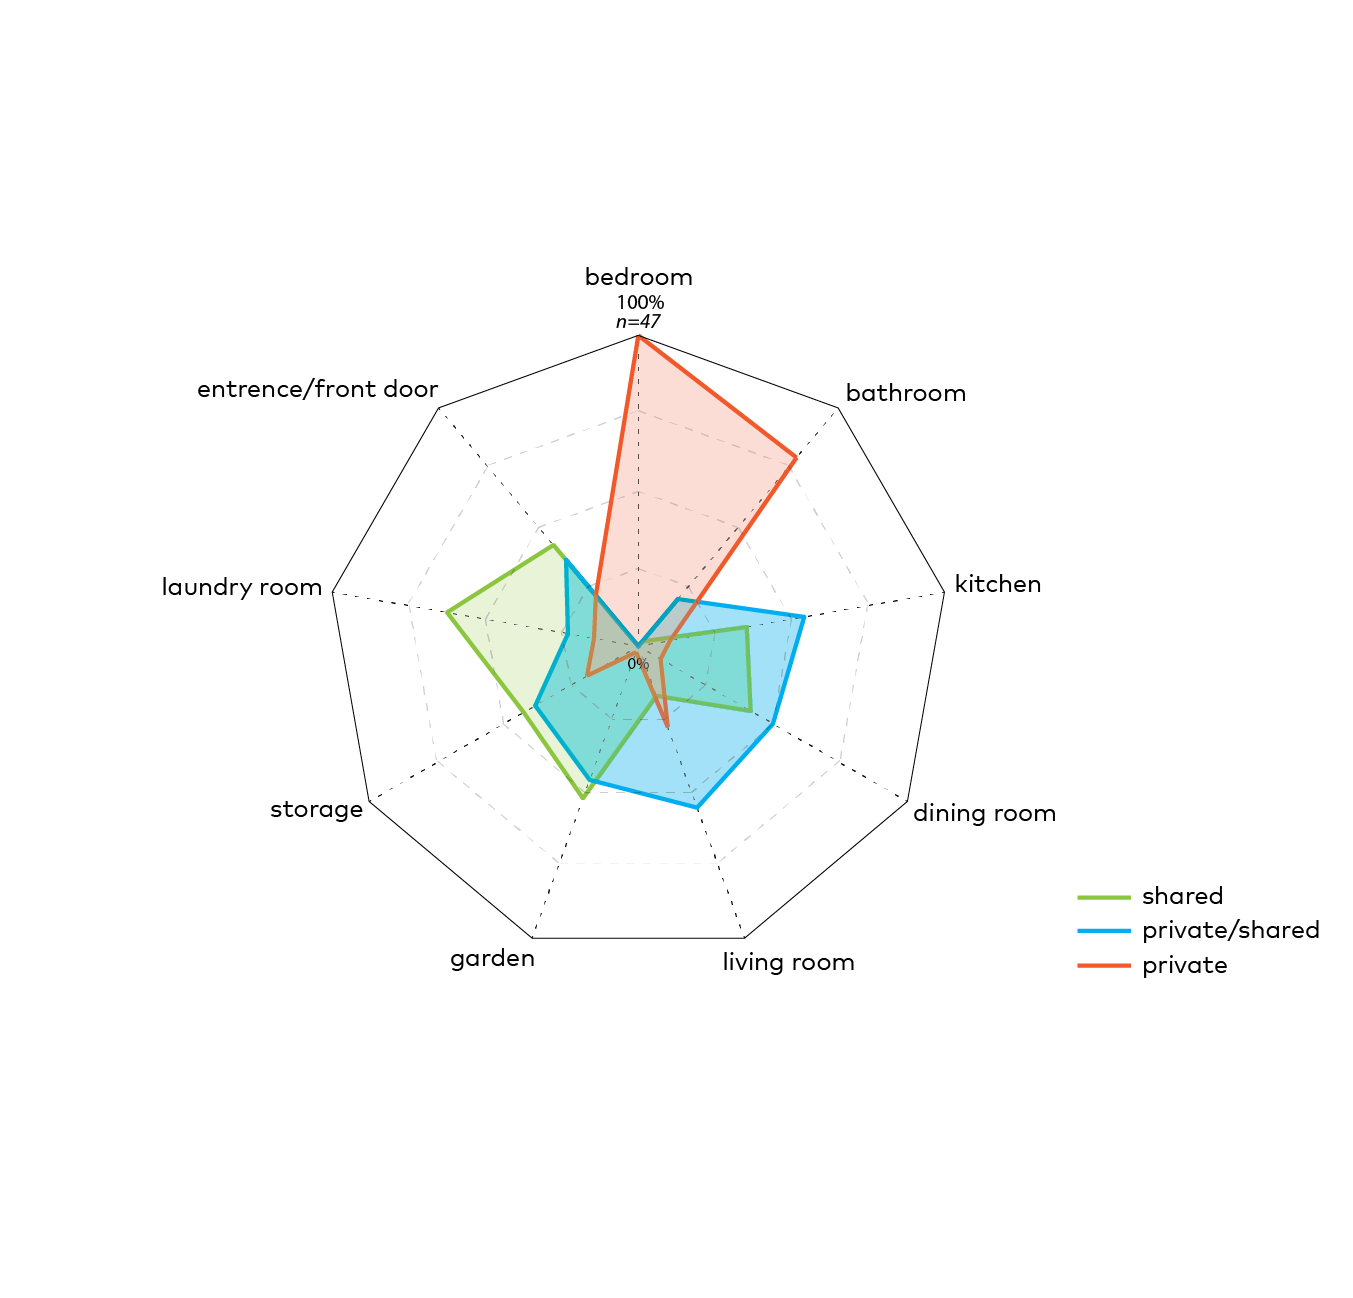 bedroom
100%
n=47
entrence/front door
bathroom
laundry room
kitchen
0%
storage
dining room
garden
living room
shared
private/shared
private